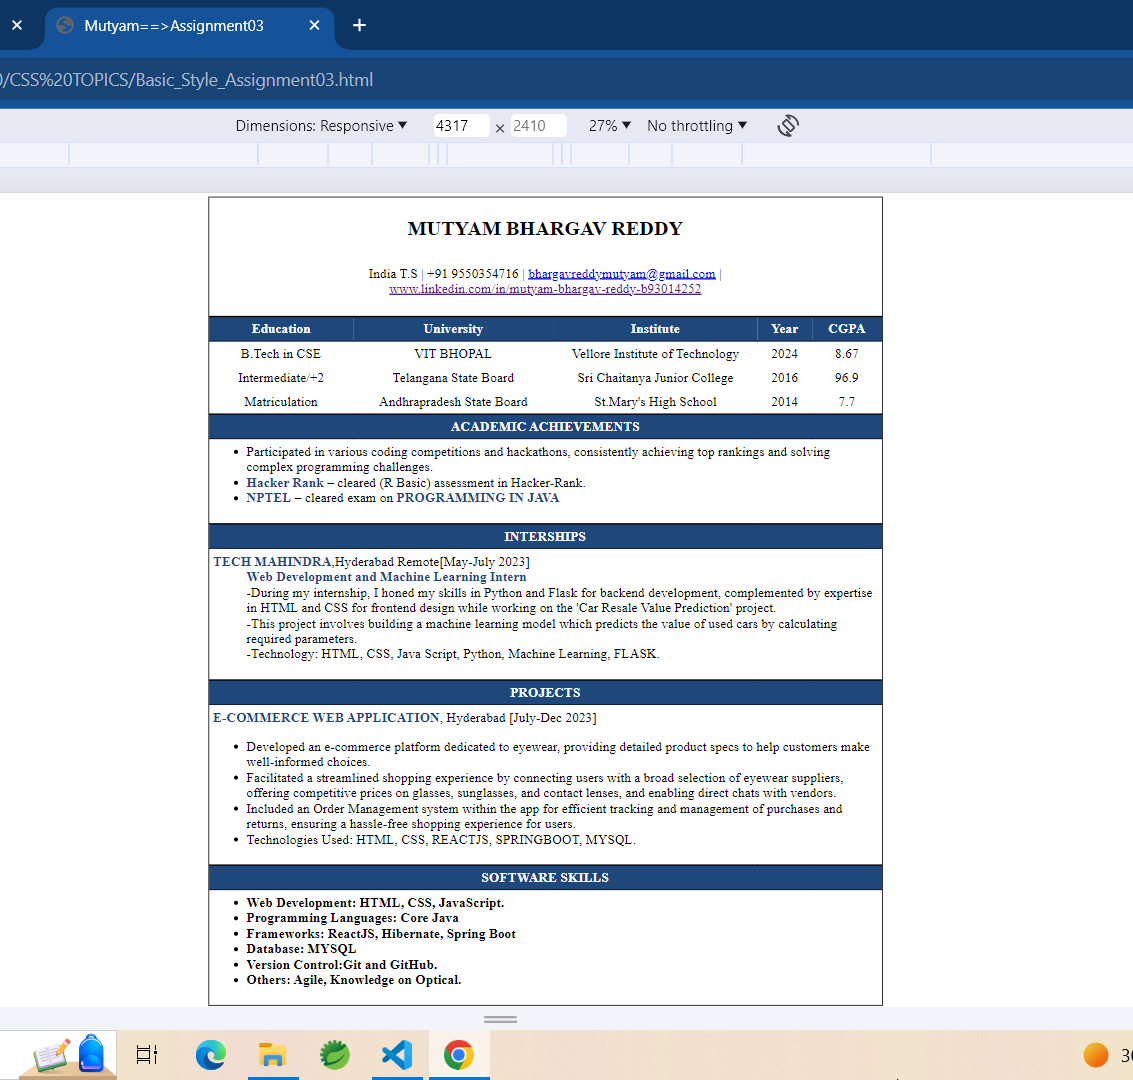 Mutyam==>Assignment03
/CSS%20TOPICS/Basic_Style_Assignment03.html
Dimensions: Responsive 4317 × 2410 27% No throttling
MUTYAM BHARGAV REDDY
India T.S | +91 9550354716 | bhargavreddymutyam@gmail.com |
www.linkedin.com/in/mutyam-bhargav-reddy-b93014252
Education University Institute Year CGPA
B.Tech in CSE VIT BHOPAL Vellore Institute of Technology 2024 8.67
Intermediate/+2 Telangana State Board Sri Chaitanya Junior College 2016 96.9
Matriculation Andhrapradesh State Board St.Mary's High School 2014 7.7
ACADEMIC ACHIEVEMENTS
• Participated in various coding competitions and hackathons, consistently achieving top rankings and solving
complex programming challenges.
• Hacker Rank – cleared (R Basic) assessment in Hacker-Rank.
• NPTEL – cleared exam on PROGRAMMING IN JAVA
INTERSHIPS
TECH MAHINDRA,Hyderabad Remote[May-July 2023]
Web Development and Machine Learning Intern
-During my internship, I honed my skills in Python and Flask for backend development, complemented by expertise
in HTML and CSS for frontend design while working on the 'Car Resale Value Prediction' project.
-This project involves building a machine learning model which predicts the value of used cars by calculating
required parameters.
-Technology: HTML, CSS, Java Script, Python, Machine Learning, FLASK.
PROJECTS
E-COMMERCE WEB APPLICATION, Hyderabad [July-Dec 2023]
• Developed an e-commerce platform dedicated to eyewear, providing detailed product specs to help customers make
well-informed choices.
• Facilitated a streamlined shopping experience by connecting users with a broad selection of eyewear suppliers,
offering competitive prices on glasses, sunglasses, and contact lenses, and enabling direct chats with vendors.
• Included an Order Management system within the app for efficient tracking and management of purchases and
returns, ensuring a hassle-free shopping experience for users.
• Technologies Used: HTML, CSS, REACTJS, SPRINGBOOT, MYSQL.
SOFTWARE SKILLS
• Web Development: HTML, CSS, JavaScript.
• Programming Languages: Core Java
• Frameworks: ReactJS, Hibernate, Spring Boot
• Database: MYSQL
• Version Control:Git and GitHub.
• Others: Agile, Knowledge on Optical.